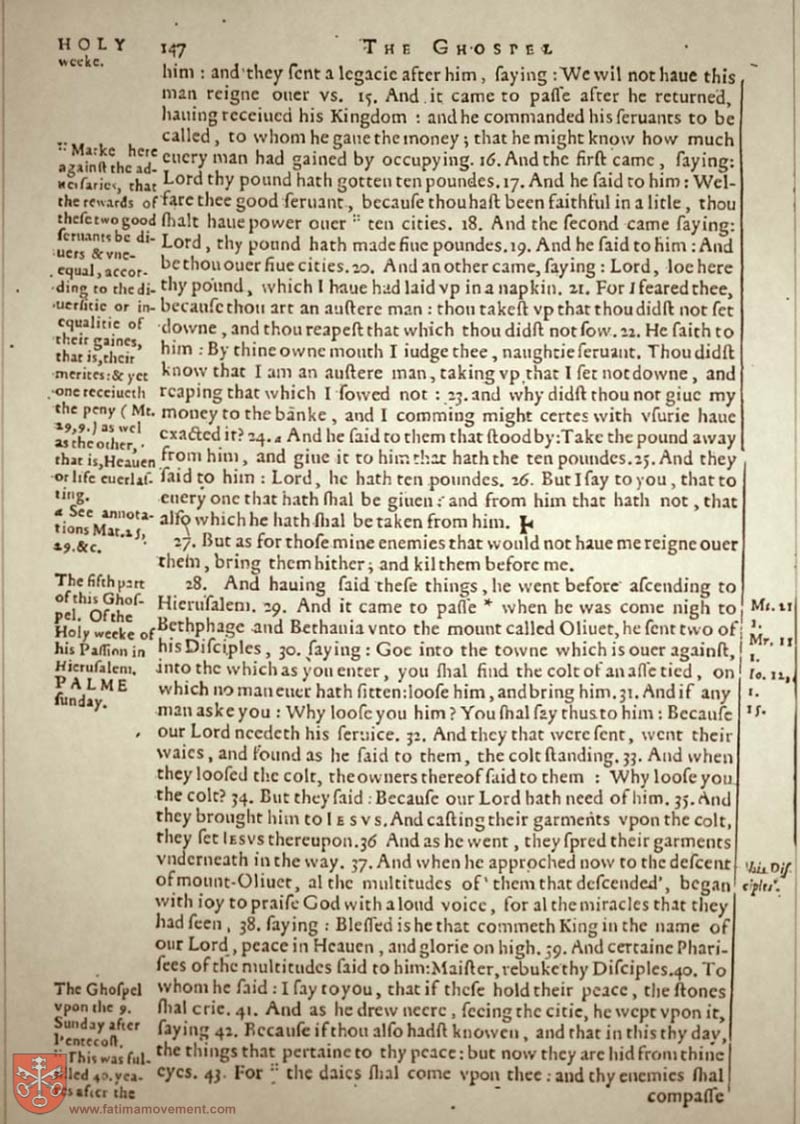 HOLY
weeke.
147
THE GHOSPEL
him : and they ſent a legacie after him, ſaying : We wil not haue this
man reigne ouer vs. 15. And it came to paſſe after he returned,
hauing receiued his Kingdom : and he commanded his ſeruants to be
called, to whom he gaue the money; that he might know how much
euery man had gained by occupying. 16. And the firſt came, ſaying:
Lord thy pound hath gotten ten poundes. 17. And he ſaid to him : Wel-
fare thee good ſeruant, becauſe thou haſt been faithful in a litle, thou
ſhalt haue power ouer :: ten cities. 18. And the ſecond came ſaying:
Lord, thy pound hath made fiue poundes. 19. And he ſaid to him : And
be thou ouer fiue cities. 20. And an other came, ſaying : Lord, loe here
thy pound, which I haue had laid vp in a napkin. 21. For I feared thee,
becauſe thou art an auſtere man : thou takeſt vp that thou didſt not ſet
downe, and thou reapeſt that which thou didſt not ſow. 22. He ſaith to
him : By thine owne mouth I iudge thee, naughtie ſeruant. Thou didſt
know that I am an auſtere man, taking vp that I ſet not downe, and
reaping that which I ſowed not : 23. and why didſt thou not giue my
money to the banke, and I comming might certes with vſurie haue
exacted it? 24. a And he ſaid to them that ſtood by: Take the pound away
from him, and giue it to him that hath the ten poundes. 25. And they
ſaid to him : Lord, he hath ten poundes. 26. But I ſay to you, that to
euery one that hath ſhal be giuen : and from him that hath not, that
alſo which he hath ſhal be taken from him.
27. But as for thoſe mine enemies that would not haue me reigne ouer
them, bring them hither; and kil them before me.
28. And hauing ſaid theſe things, he went before aſcending to
Hieruſalem. 29. And it came to paſſe * when he was come nigh to
Bethphage and Bethania vnto the mount called Oliuet, he ſent two of
his Diſciples, 30. ſaying : Goe into the towne which is ouer againſt,
into the which as you enter, you ſhal find the colt of an aſſe tied, on
which no man euer hath ſitten: looſe him, and bring him. 31. And if any
man aske you : Why looſe you him? You ſhal ſay thus to him : Becauſe
our Lord needeth his ſeruice. 32. And they that were ſent, went their
waies, and found as he ſaid to them, the colt ſtanding. 33. And when
they looſed the colt, the owners thereof ſaid to them : Why looſe you
the colt? 34. But they ſaid : Becauſe our Lord hath need of him. 35. And
they brought him to IESVS. And caſting their garments vpon the colt,
they ſet IESVS thereupon. 36 And as he went, they ſpred their garments
vnderneath in the way. 37. And when he approched now to the deſcent
of mount-Oliuet, al the multitudes of ' them that deſcended', began
with ioy to praiſe God with a loud voice, for al the miracles that they
had ſeen, 38. ſaying : Bleſſed is he that commeth King in the name of
our Lord, peace in Heauen, and glorie on high. 39. And certaine Phari-
ſees of the multitudes ſaid to him: Maiſter, rebuke thy Diſciples. 40. To
whom he ſaid : I ſay to you, that if theſe hold their peace, the ſtones
ſhal crie. 41. And as he drew neere, ſeeing the citie, he wept vpon it,
ſaying 42. Becauſe if thou alſo hadſt knowen, and that in this thy day,
the things that pertaine to thy peace : but now they are hid from thine
eyes. 43. For :: the daies ſhal come vpon thee : and thy enemies ſhal
compaſſe
:: Marke here
againſt the ad-
uerſaries, that
the rewards of
theſe two good
ſeruants be di-
uers & vne-
equal, accor-
ding to the di-
uerſitie or in-
equalitie of
their gaines,
that is, their
merites: & yet
one receiueth
the peny (Mt.
29,9.) as wel
as the other,
that is, Heauen
or life euerlaſ-
ting.
a See annota-
tions Mat. 25,
29. &c.
The fifth part
of this Ghoſ-
pel. Of the
Holy weeke of
his Paſſion in
Hieruſalem.
PALME
ſunday.
The Ghoſpel
vpon the 9.
Sunday after
Pentecoſt.
:: This was ful-
filled 40. yea-
res after the
Mt. 21
1.
Mr. 11
1.
Io. 12,
1.
15.
'his Diſ-
ciples'.
www.fatimamovement.com